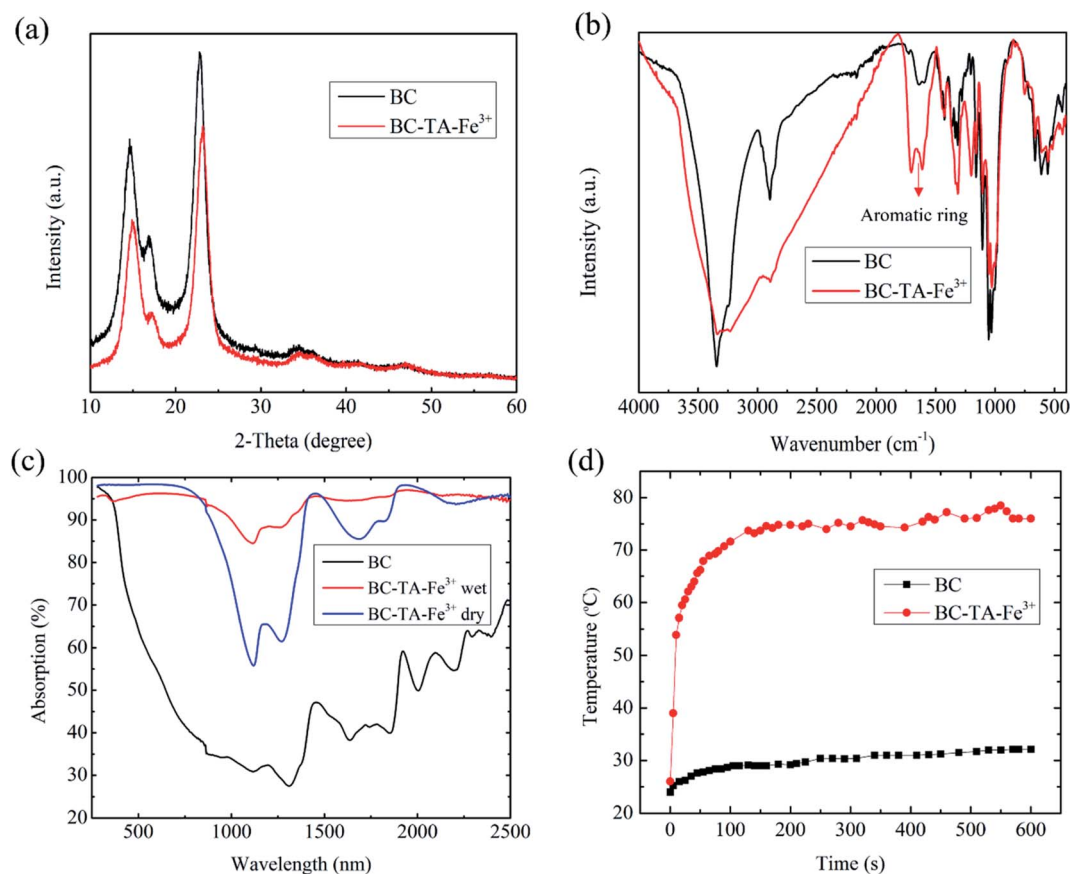 (a)
BC
BC-TA-Fe³⁺
Intensity (a.u.)
10 20 30 40 50 60
2-Theta (degree)
(b)
Aromatic ring
BC
BC-TA-Fe³⁺
Intensity (a.u.)
4000 3500 3000 2500 2000 1500 1000 500
Wavenumber (cm⁻¹)
(c)
100
90
80
70
60
50
40
30
20
BC
BC-TA-Fe³⁺ wet
BC-TA-Fe³⁺ dry
Absorption (%)
500 1000 1500 2000 2500
Wavelength (nm)
(d)
80
70
60
50
40
30
20
BC
BC-TA-Fe³⁺
Temperature (ºC)
0 100 200 300 400 500 600
Time (s)